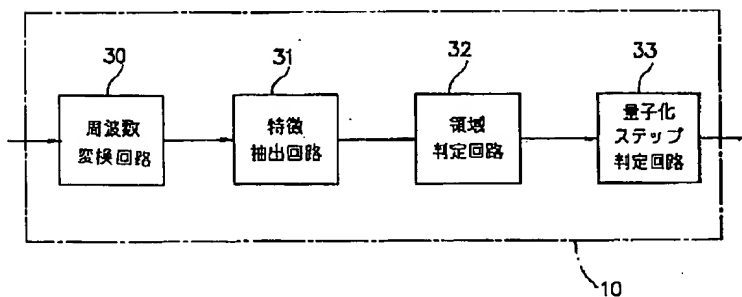 30
周波数
変換回路
31
特徴
抽出回路
32
領域
判定回路
33
量子化
ステップ
判定回路
10